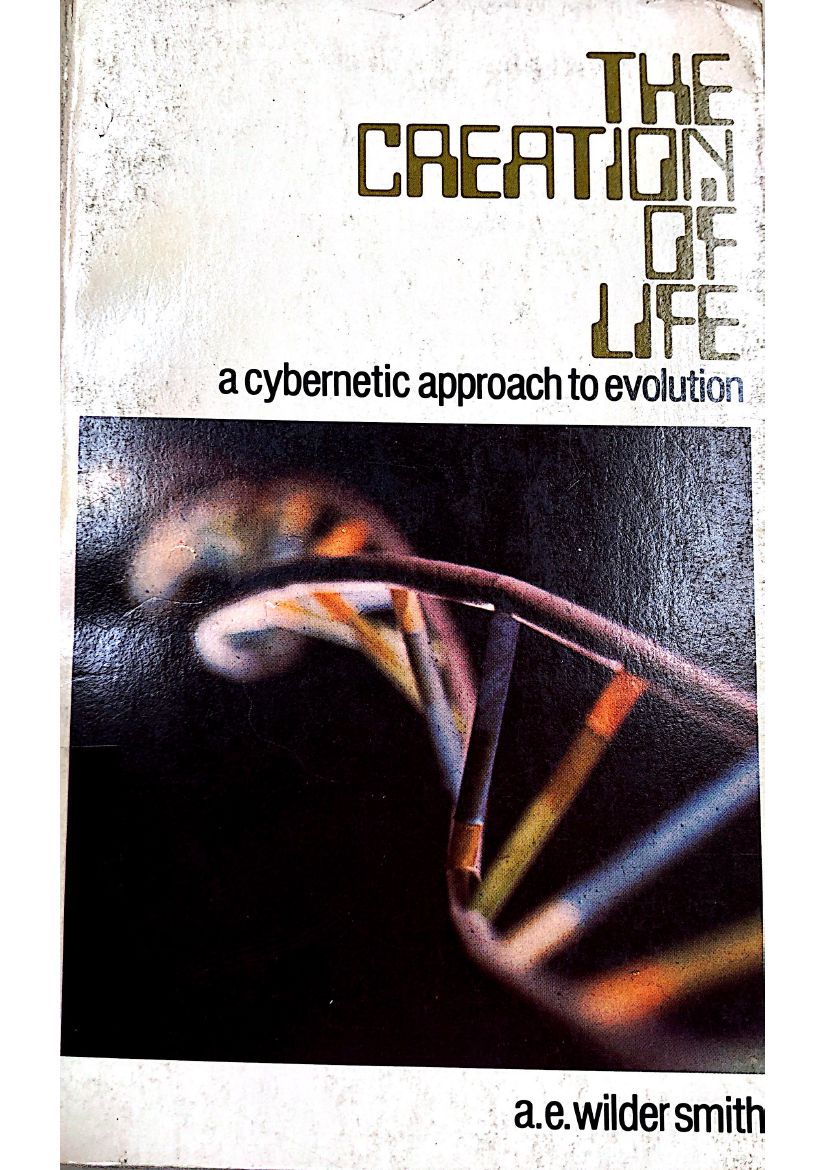 THE
CREATION
OF
LIFE
a cybernetic approach to evolution
a.e.wilder smith